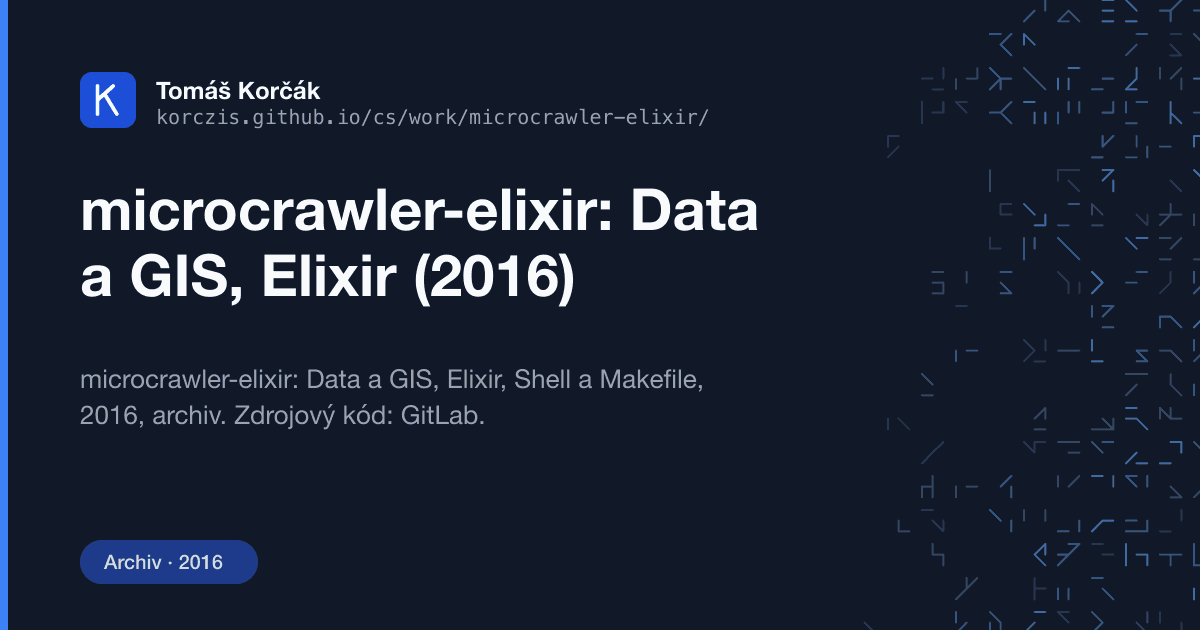 Tomáš Korčák
korczis.github.io/cs/work/microcrawler-elixir/
microcrawler-elixir: Data
a GIS, Elixir (2016)
microcrawler-elixir: Data a GIS, Elixir, Shell a Makefile,
2016, archiv. Zdrojový kód: GitLab.
Archiv · 2016